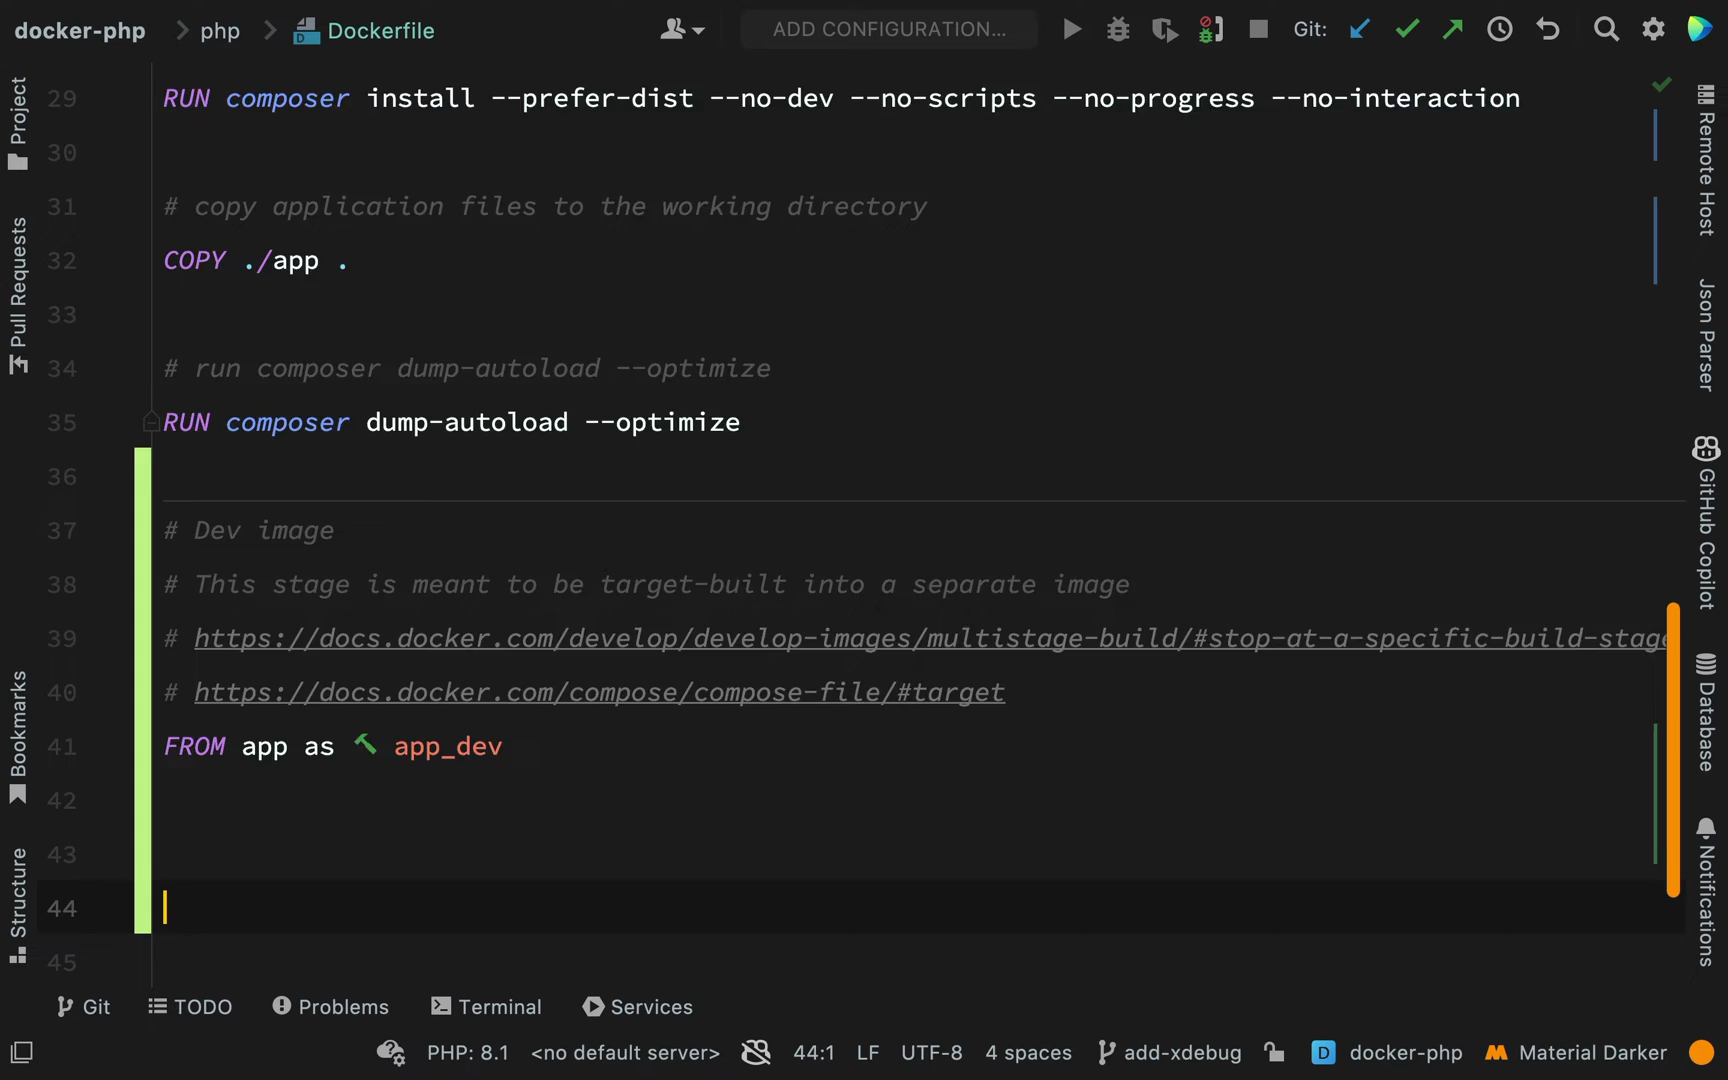 docker-php php Dockerfile ADD CONFIGURATION... Git:
29 RUN composer install --prefer-dist --no-dev --no-scripts --no-progress --no-interaction
30
31 # copy application files to the working directory
32 COPY ./app .
33
34 # run composer dump-autoload --optimize
35 RUN composer dump-autoload --optimize
36
37 # Dev image
38 # This stage is meant to be target-built into a separate image
39 # https://docs.docker.com/develop/develop-images/multistage-build/#stop-at-a-specific-build-stage
40 # https://docs.docker.com/compose/compose-file/#target
41 FROM app as app_dev
42
43
44
45
Project
Pull Requests
Bookmarks
Structure
Remote Host
Json Parser
GitHub Copilot
Database
Notifications
Git TODO Problems Terminal Services
PHP: 8.1 <no default server> 44:1 LF UTF-8 4 spaces add-xdebug D docker-php Material Darker